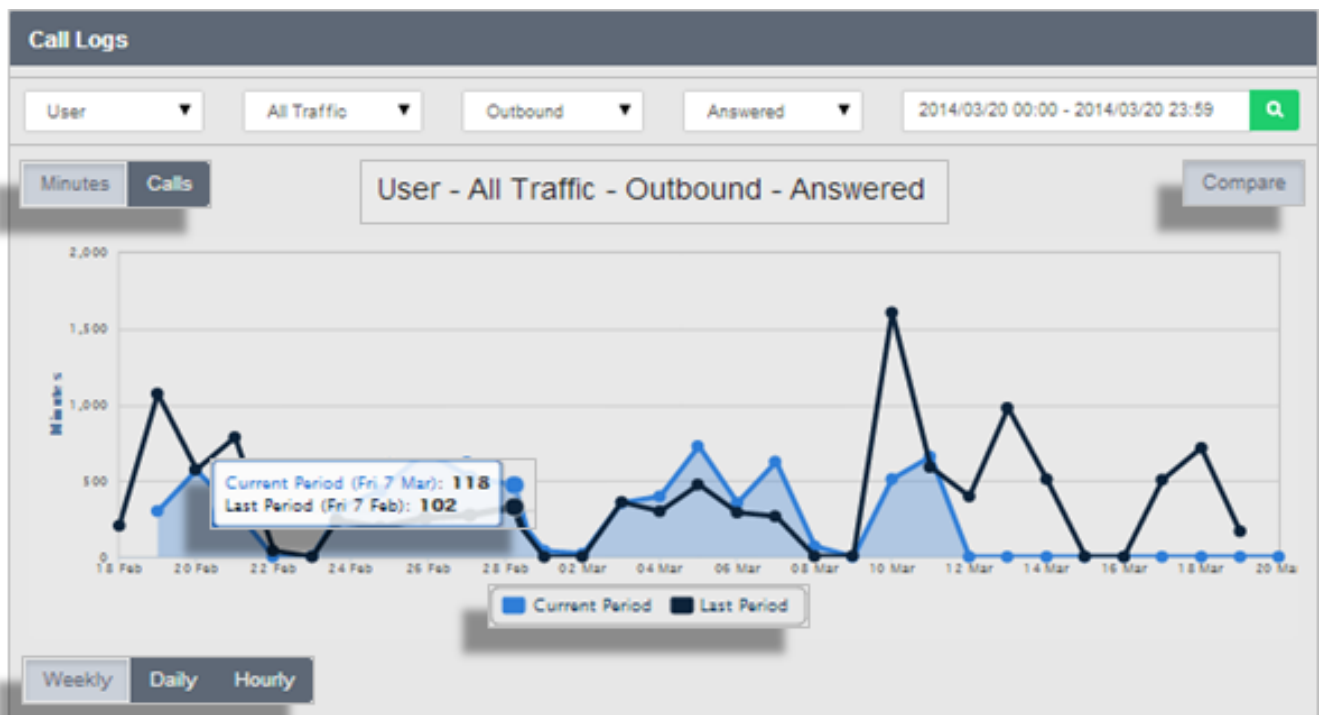 Call Logs
User All Traffic Outbound Answered 2014/03/20 00:00 - 2014/03/20 23:59
Minutes Calls
User - All Traffic - Outbound - Answered
Compare
2,000
1,500
1,000
500
0
Minutes
Current Period (Fri 7 Mar): 118
Last Period (Fri 7 Feb): 102
18 Feb 20 Feb 22 Feb 24 Feb 26 Feb 28 Feb 02 Mar 04 Mar 06 Mar 08 Mar 10 Mar 12 Mar 14 Mar 16 Mar 18 Mar 20 Ma
Current Period Last Period
Weekly Daily Hourly